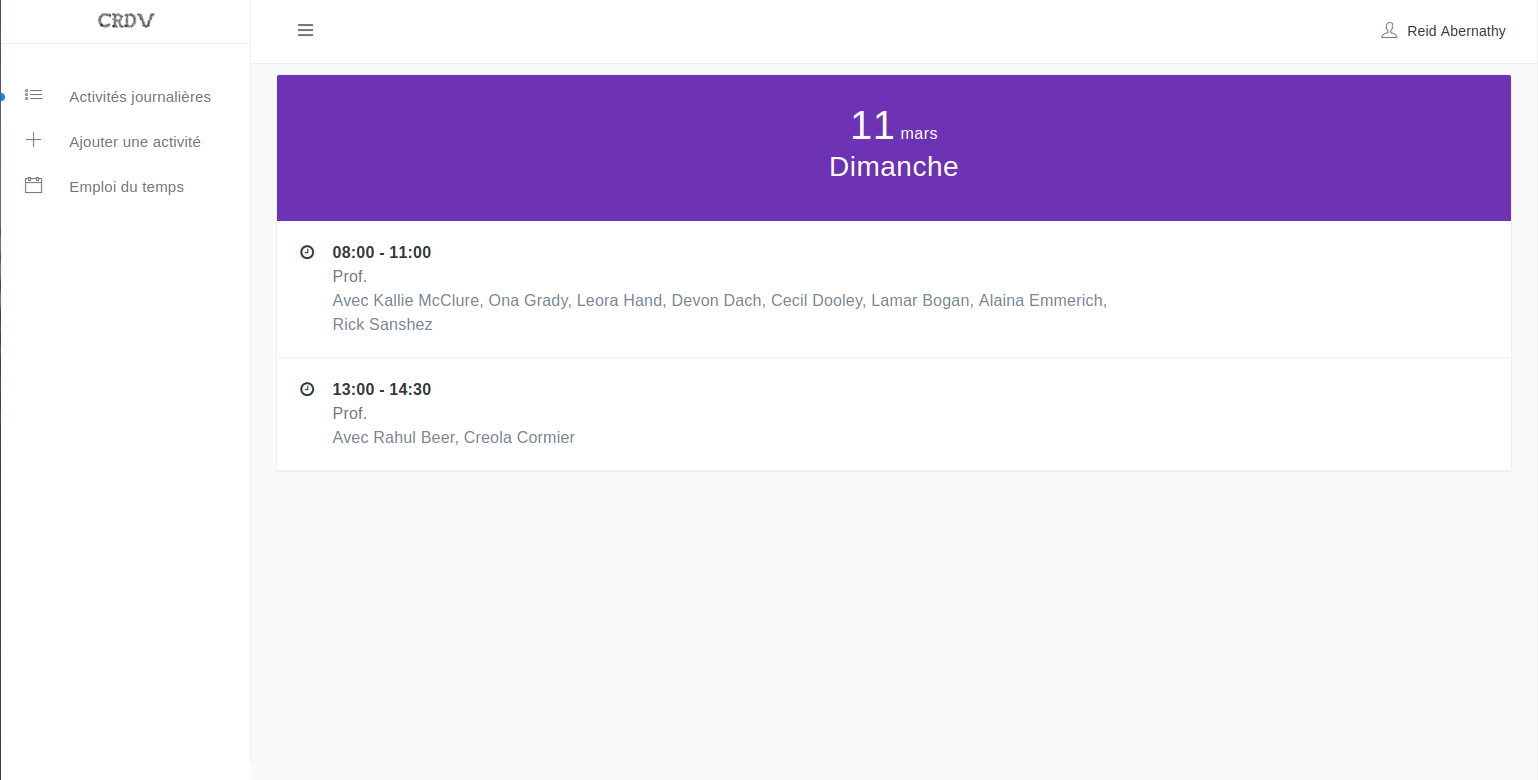 CRDV
Reid Abernathy
Activités journalières
Ajouter une activité
Emploi du temps
11 mars
Dimanche
08:00 - 11:00
Prof.
Avec Kallie McClure, Ona Grady, Leora Hand, Devon Dach, Cecil Dooley, Lamar Bogan, Alaina Emmerich,
Rick Sanshez
13:00 - 14:30
Prof.
Avec Rahul Beer, Creola Cormier